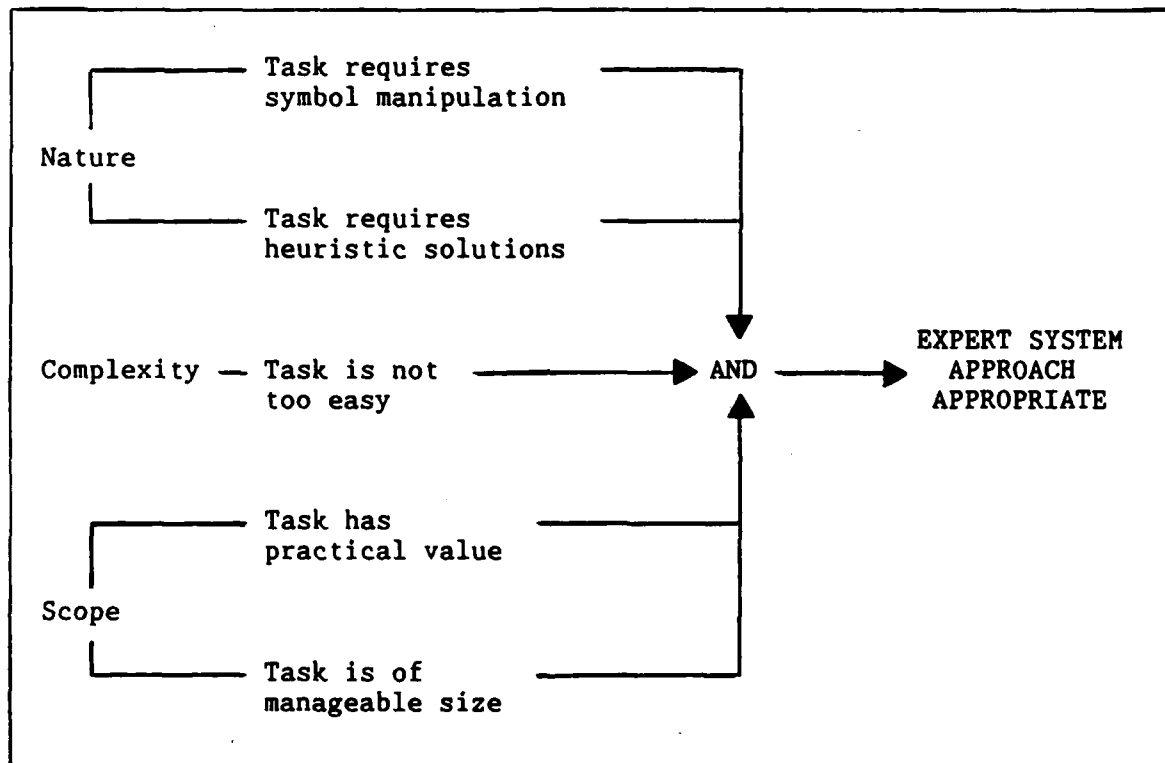 Task requires
symbol manipulation
Nature
Task requires
heuristic solutions
Complexity
Task is not
too easy
AND
EXPERT SYSTEM
APPROACH
APPROPRIATE
Task has
practical value
Scope
Task is of
manageable size